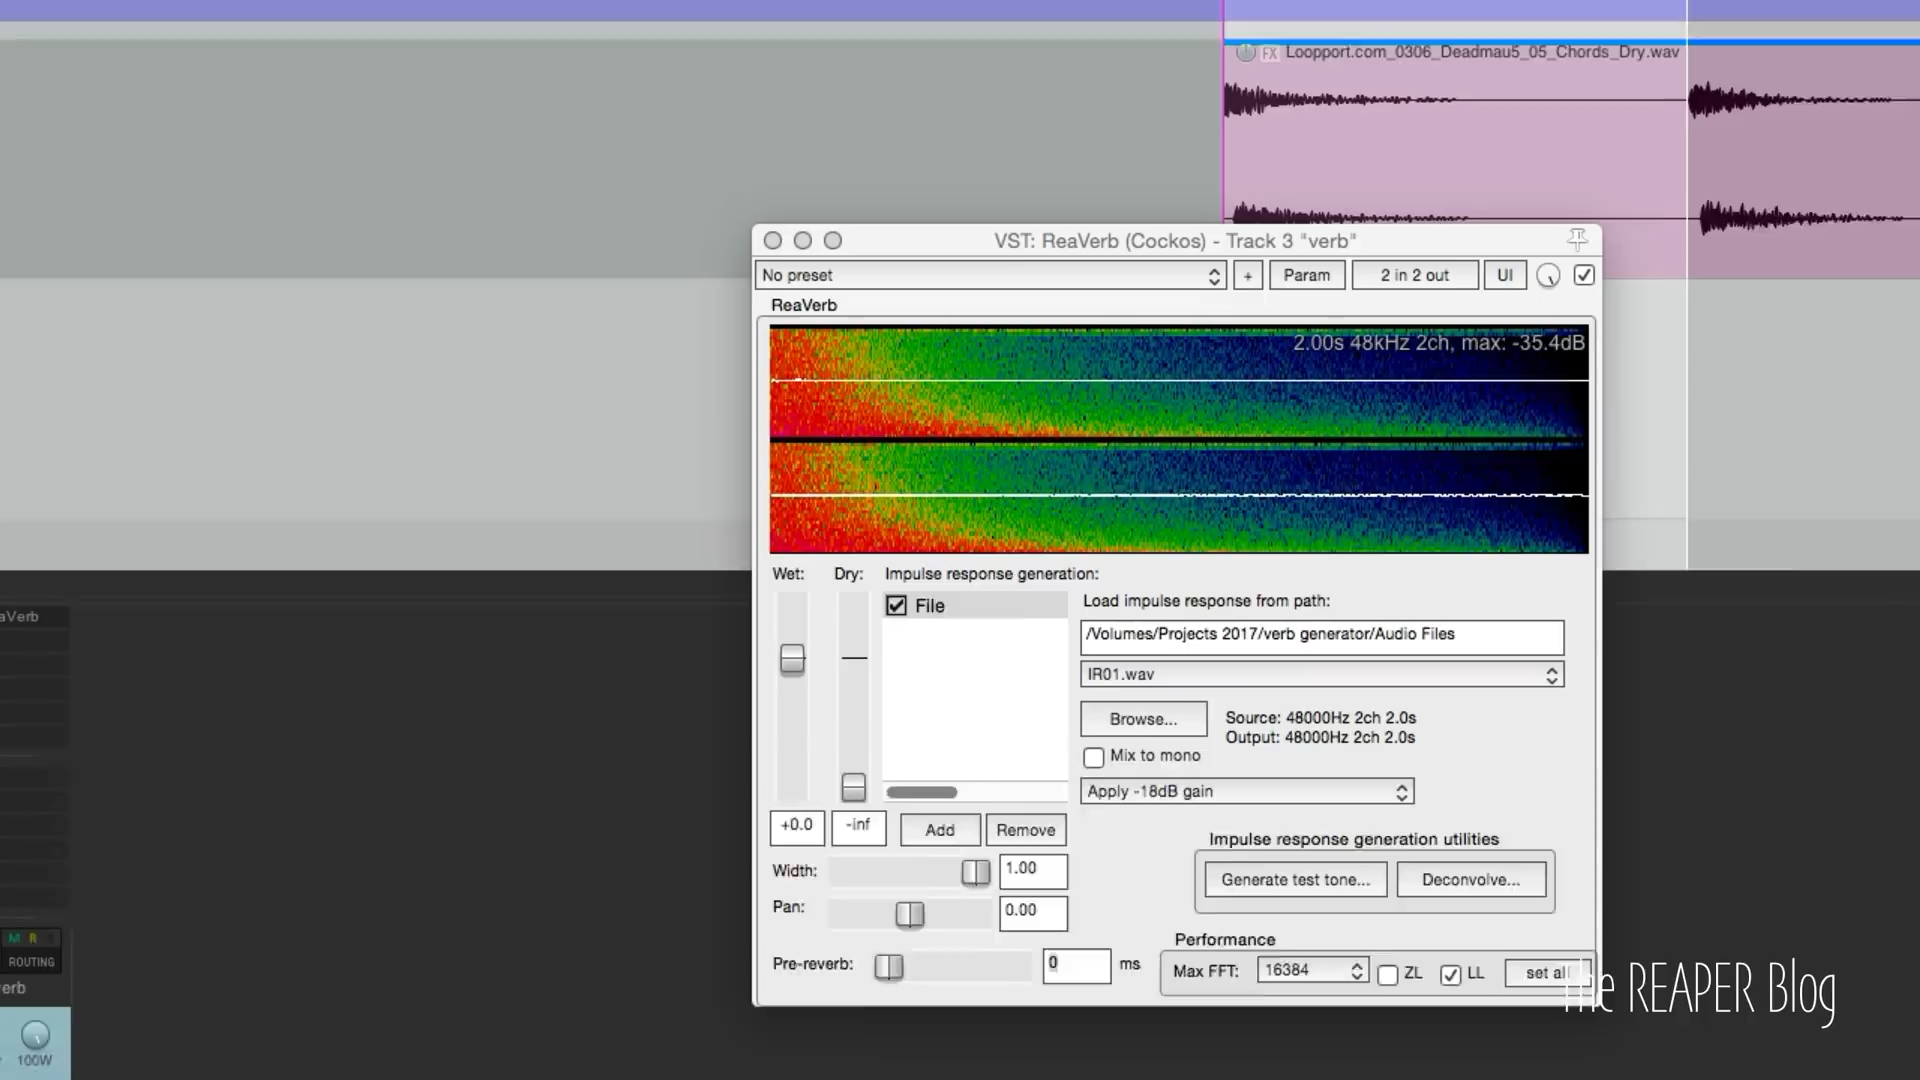 FX Loopport.com_0306_Deadmau5_05_Chords_Dry.wav
VST: ReaVerb (Cockos) - Track 3 "verb"
No preset
+
Param
2 in 2 out
UI
ReaVerb
2.00s 48kHz 2ch, max: -35.4dB
Wet:
Dry:
Impulse response generation:
File
Load impulse response from path:
/Volumes/Projects 2017/verb generator/Audio Files
IR01.wav
Browse...
Source: 48000Hz 2ch 2.0s
Output: 48000Hz 2ch 2.0s
Mix to mono
Apply -18dB gain
+0.0
-inf
Add
Remove
Width:
1.00
Pan:
0.00
Impulse response generation utilities
Generate test tone...
Deconvolve...
Pre-reverb:
0
ms
Performance
Max FFT:
16384
ZL
LL
set all
aVerb
M R
ROUTING
erb
100W
The REAPER Blog